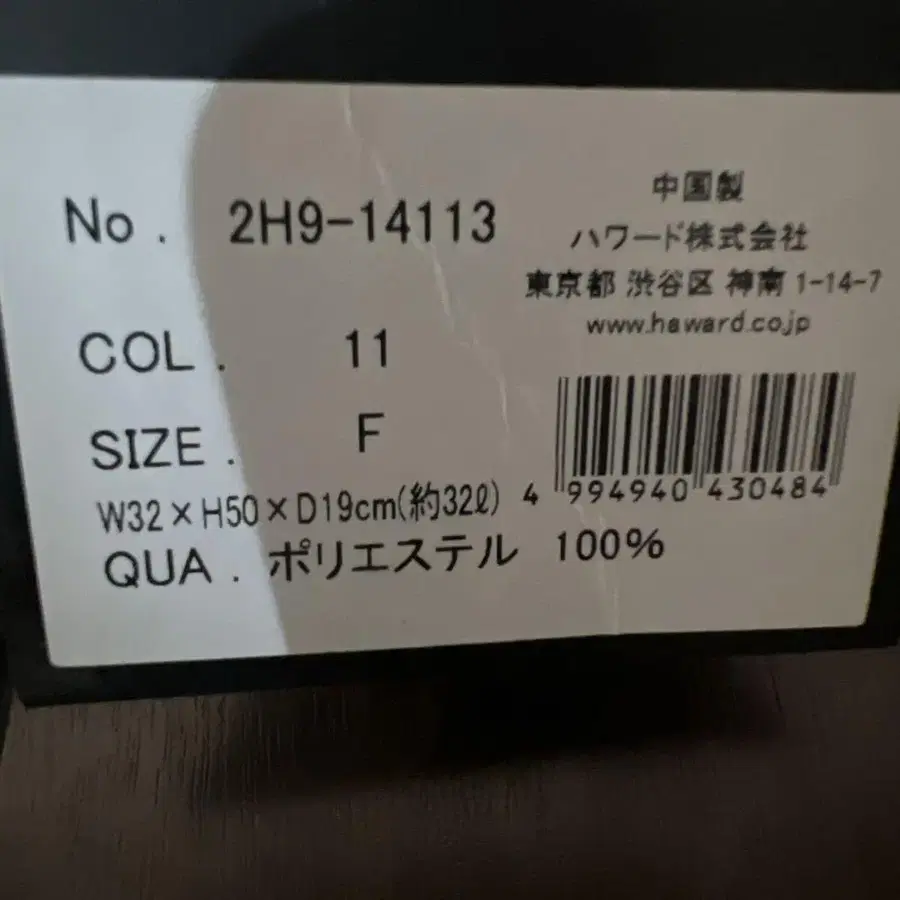 No. 2H9-14113
COL. 11
SIZE. F
W32×H50×D19cm(約32ℓ)
QUA. ポリエステル 100%
中国製
ハワード株式会社
東京都 渋谷区 神南 1-14-7
www.haward.co.jp
4 994940 430484